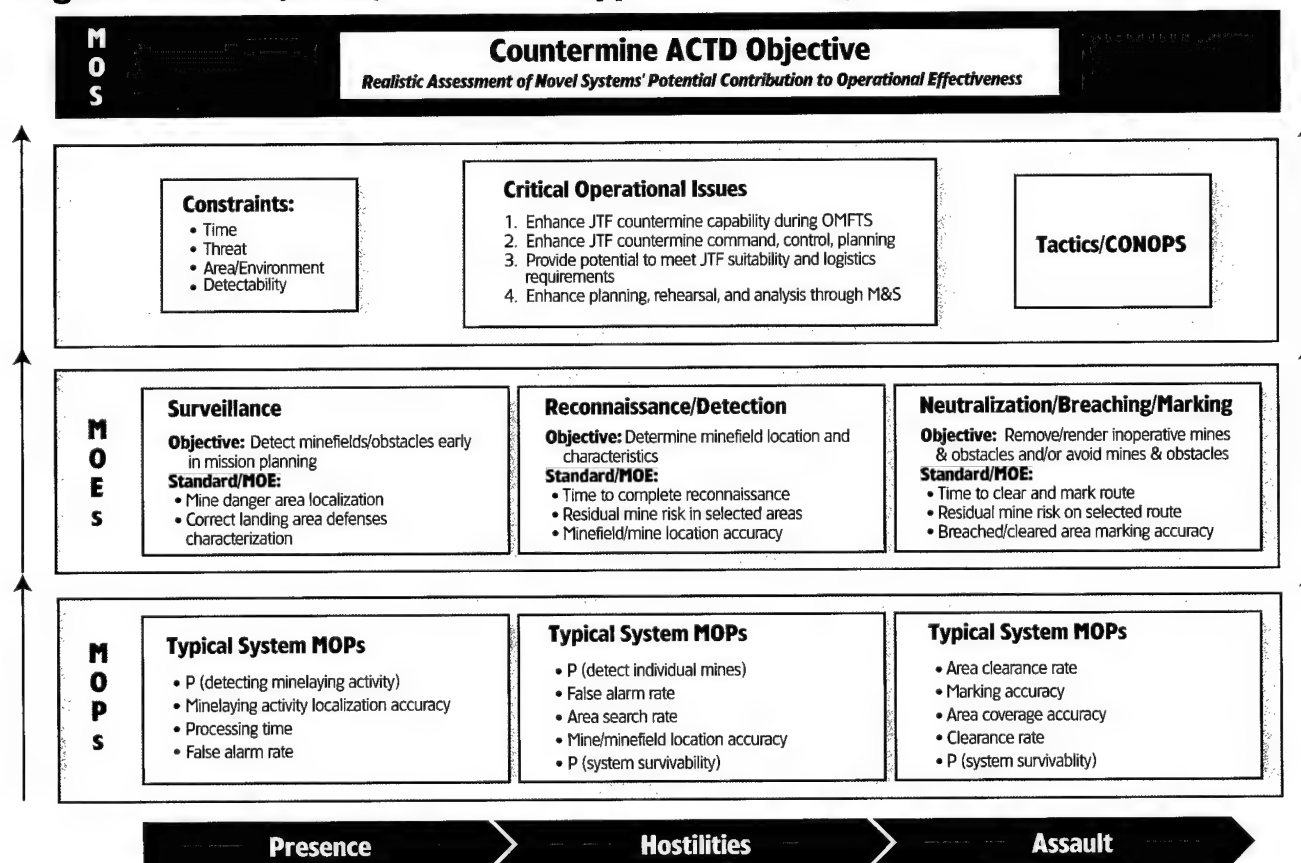 MOS
Countermine ACTD Objective
Realistic Assessment of Novel Systems' Potential Contribution to Operational Effectiveness
Constraints:
• Time
• Threat
• Area/Environment
• Detectability
Critical Operational Issues
1. Enhance JTF countermine capability during OMFTS
2. Enhance JTF countermine command, control, planning
3. Provide potential to meet JTF suitability and logistics
requirements
4. Enhance planning, rehearsal, and analysis through M&S
Tactics/CONOPS
MOEs
Surveillance
Objective: Detect minefields/obstacles early
in mission planning
Standard/MOE:
• Mine danger area localization
• Correct landing area defenses
characterization
Reconnaissance/Detection
Objective: Determine minefield location and
characteristics
Standard/MOE:
• Time to complete reconnaissance
• Residual mine risk in selected areas
• Minefield/mine location accuracy
Neutralization/Breaching/Marking
Objective: Remove/render inoperative mines
& obstacles and/or avoid mines & obstacles
Standard/MOE:
• Time to clear and mark route
• Residual mine risk on selected route
• Breached/cleared area marking accuracy
MOPs
Typical System MOPs
• P (detecting minelaying activity)
• Minelaying activity localization accuracy
• Processing time
• False alarm rate
Typical System MOPs
• P (detect individual mines)
• False alarm rate
• Area search rate
• Mine/minefield location accuracy
• P (system survivability)
Typical System MOPs
• Area clearance rate
• Marking accuracy
• Area coverage accuracy
• Clearance rate
• P (system survivablity)
Presence
Hostilities
Assault